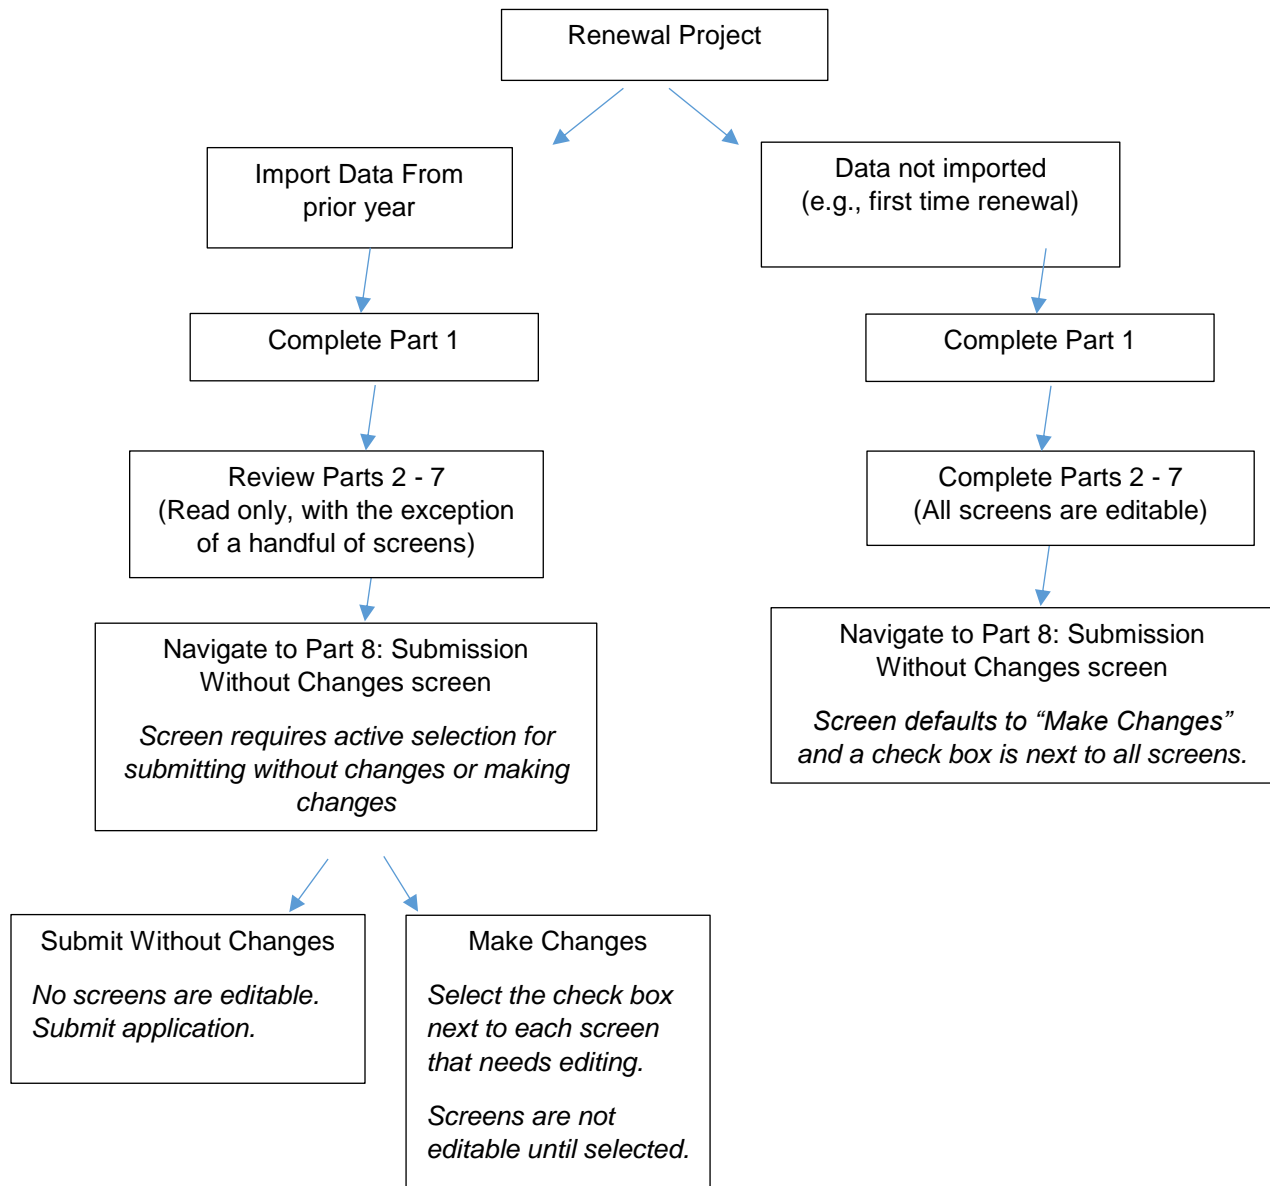 Renewal Project
Import Data From
prior year
Data not imported
(e.g., first time renewal)
Complete Part 1
Complete Part 1
Review Parts 2 - 7
(Read only, with the exception
of a handful of screens)
Complete Parts 2 - 7
(All screens are editable)
Navigate to Part 8: Submission
Without Changes screen
Screen requires active selection for
submitting without changes or making
changes
Navigate to Part 8: Submission
Without Changes screen
Screen defaults to “Make Changes”
and a check box is next to all screens.
Submit Without Changes
No screens are editable.
Submit application.
Make Changes
Select the check box
next to each screen
that needs editing.
Screens are not
editable until selected.